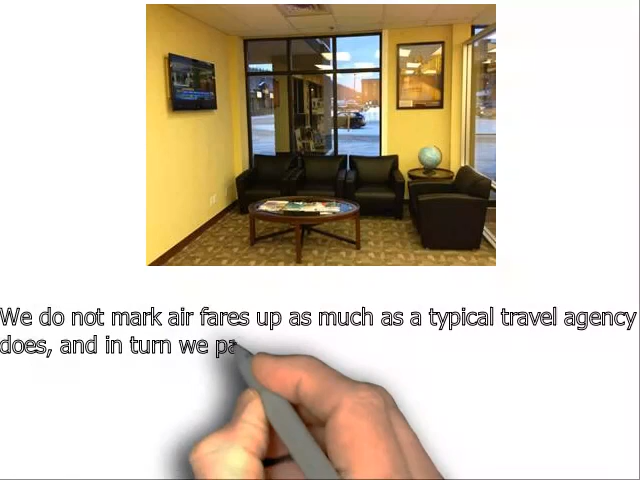 We do not mark air fares up as much as a typical travel agency
does, and in turn we pa